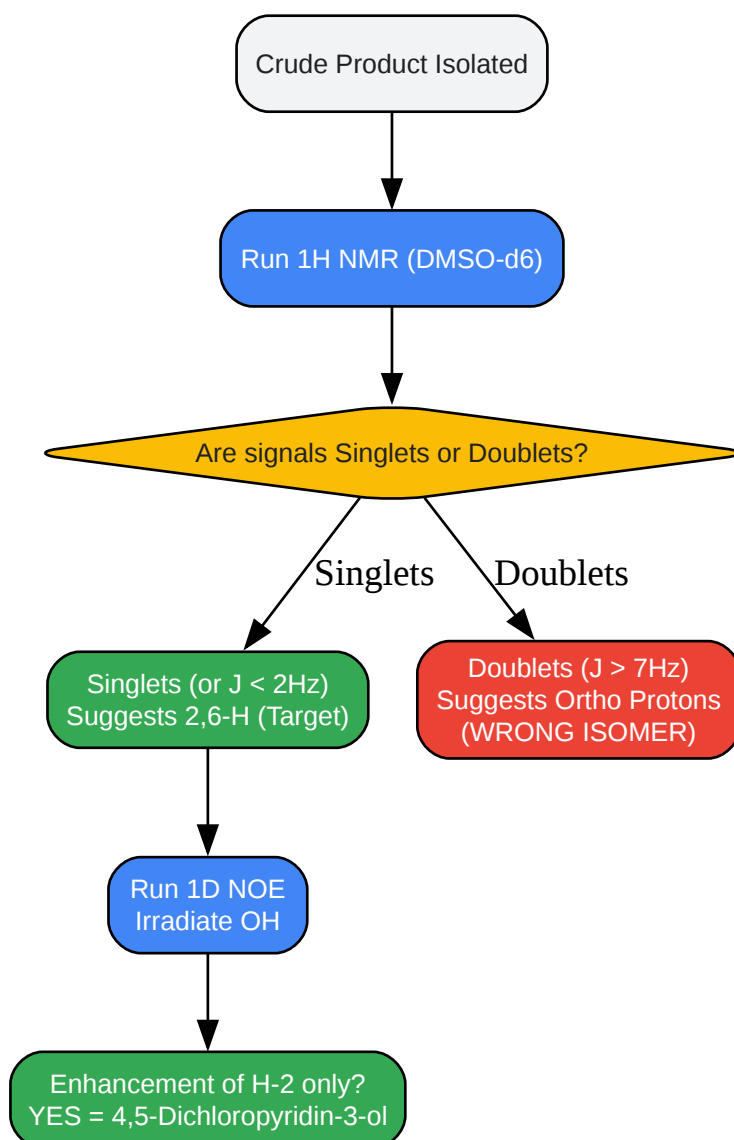 Crude Product Isolated
Run 1H NMR (DMSO-d6)
Are signals Singlets or Doublets?
Singlets
Doublets
Singlets (or J < 2Hz)
Suggests 2,6-H (Target)
Doublets (J > 7Hz)
Suggests Ortho Protons
(WRONG ISOMER)
Run 1D NOE
Irradiate OH
Enhancement of H-2 only?
YES = 4,5-Dichloropyridin-3-ol